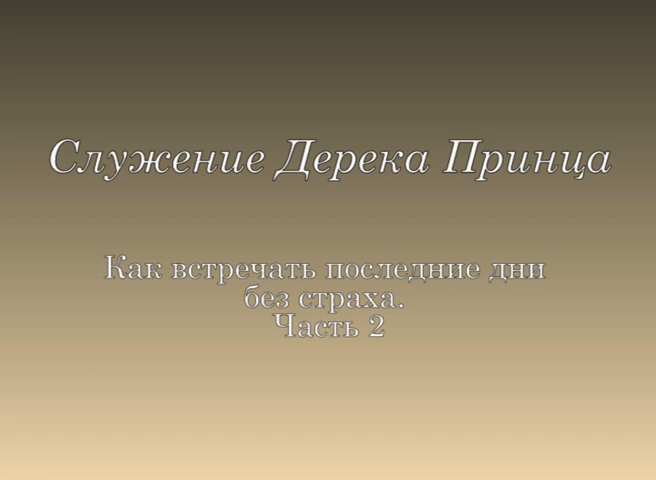 Служение Дерека Принца
Как встречать последние дни
без страха.
Часть 2